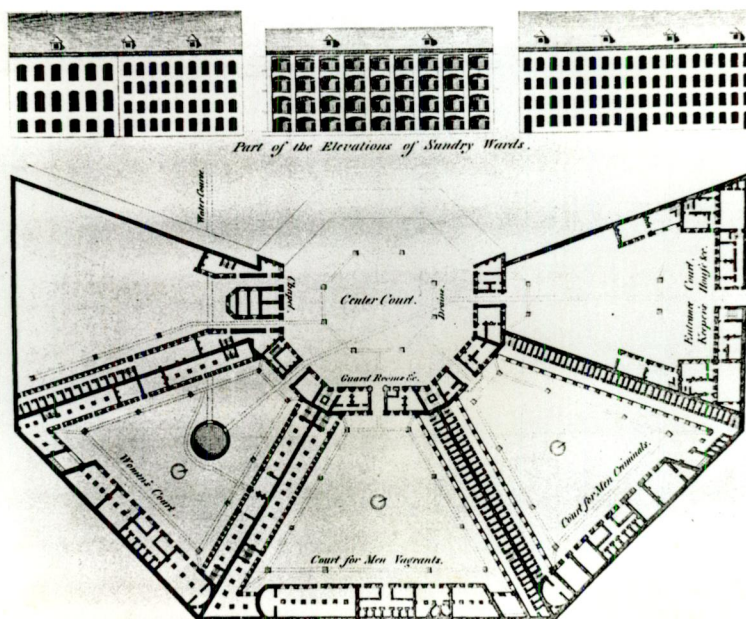 Part of the Elevations of Sundry Wards.
Water Course.
Chapel.
Center Court.
Drains.
Entrance Court.
Keeper's House &c.
Guard Rooms &c.
Womens Court
Court for Men Vagrants.
Court for Men Criminals.